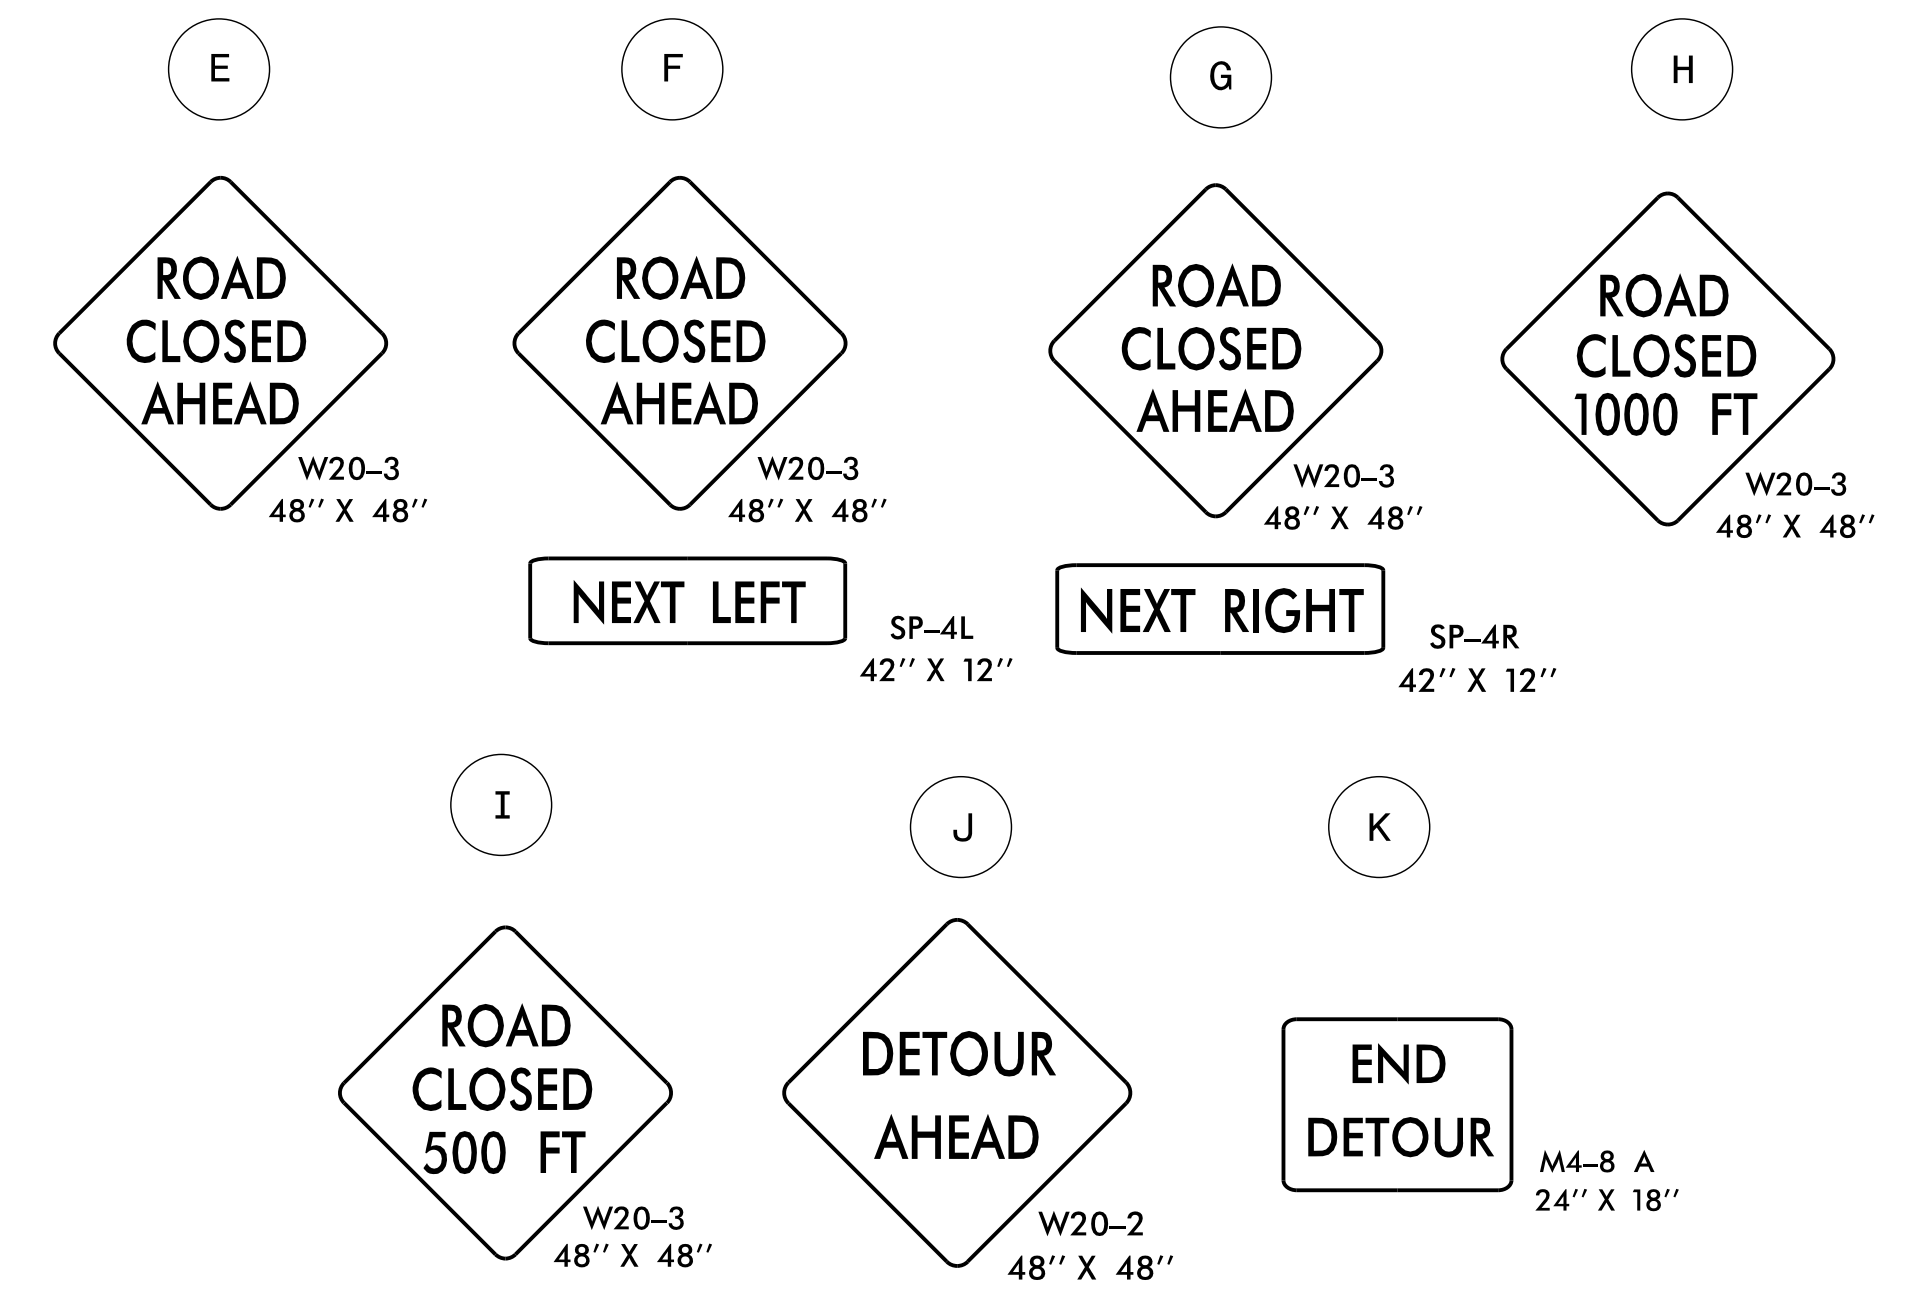 E
ROAD
CLOSED
AHEAD
W20–3
48'' X 48''
F
ROAD
CLOSED
AHEAD
W20–3
48'' X 48''
NEXT LEFT
SP–4L
42'' X 12''
G
ROAD
CLOSED
AHEAD
W20–3
48'' X 48''
NEXT RIGHT
SP–4R
42'' X 12''
H
ROAD
CLOSED
1000 FT
W20–3
48'' X 48''
I
ROAD
CLOSED
500 FT
W20–3
48'' X 48''
J
DETOUR
AHEAD
W20–2
48'' X 48''
K
END
DETOUR
M4–8 A
24'' X 18''